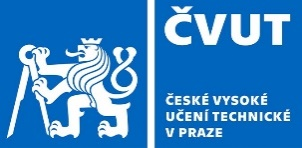 ČVUT
ČESKÉ VYSOKÉ
UČENÍ TECHNICKÉ
V PRAZE